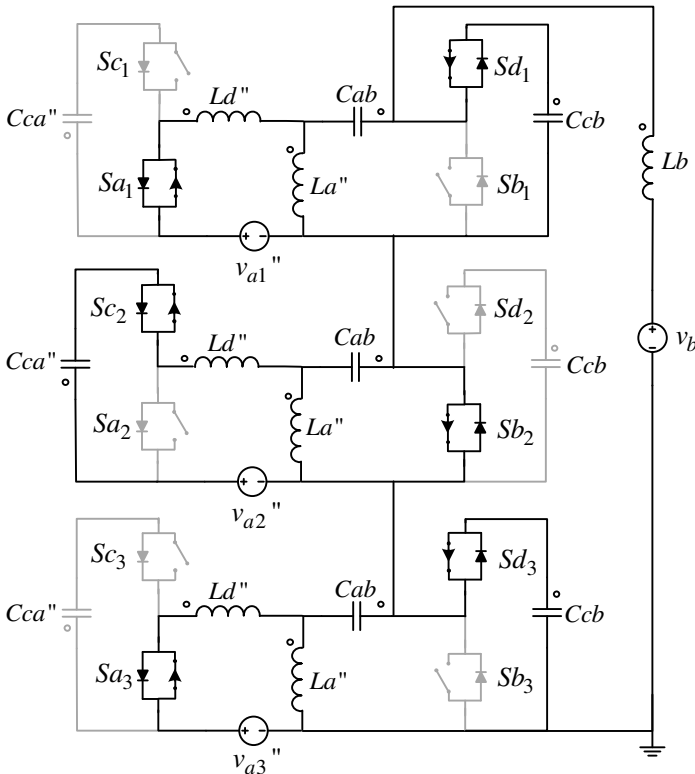 Sc₁
Sd₁
Ld"
Cab
Cca"
Ccb
Lb
Sa₁
La"
Sb₁
vₐ₁"
Sc₂
Sd₂
Ld"
Cab
v_b
Cca"
Ccb
Sa₂
La"
Sb₂
vₐ₂"
Sc₃
Sd₃
Ld"
Cab
Cca"
Ccb
Sa₃
La"
Sb₃
vₐ₃"